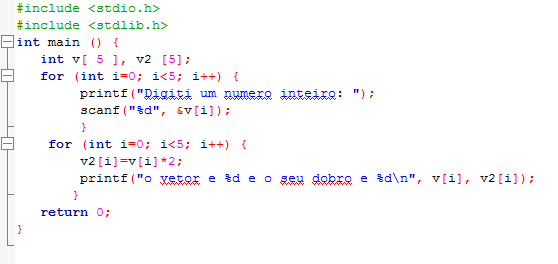 #include <stdio.h>
#include <stdlib.h>
int main () {
int v[ 5 ], v2 [5];
for (int i=0; i<5; i++) {
printf("Digiti um numero inteiro: ");
scanf("%d", &v[i]);
}
for (int i=0; i<5; i++) {
v2[i]=v[i]*2;
printf("o vetor e %d e o seu dobro e %d\n", v[i], v2[i]);
}
return 0;
}